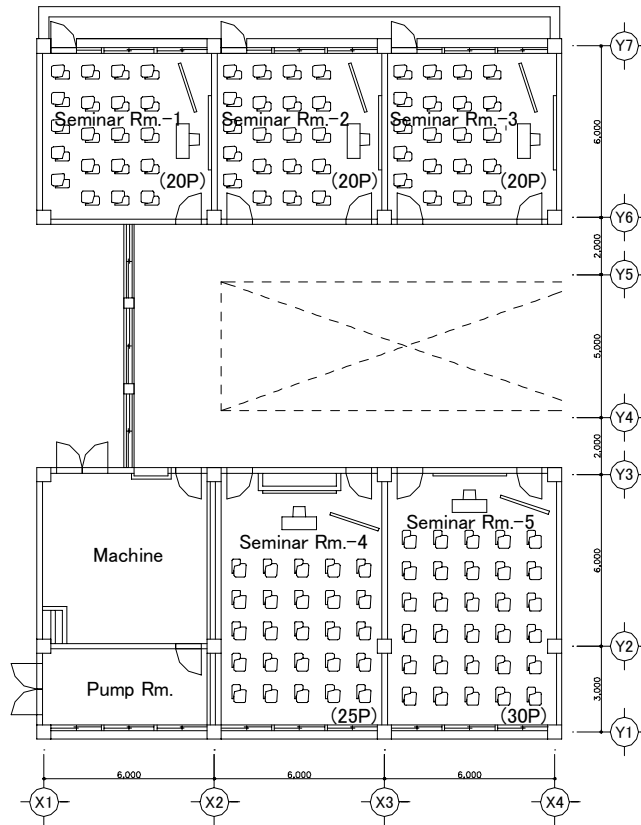 Y7
Seminar Rm.-1
Seminar Rm.-2
Seminar Rm.-3
6,000
(20P)
(20P)
(20P)
Y6
2,000
Y5
5,000
Y4
2,000
Y3
Seminar Rm.-4
Seminar Rm.-5
Machine
6,000
Y2
Pump Rm.
3,000
(25P)
(30P)
Y1
6,000
6,000
6,000
X1
X2
X3
X4